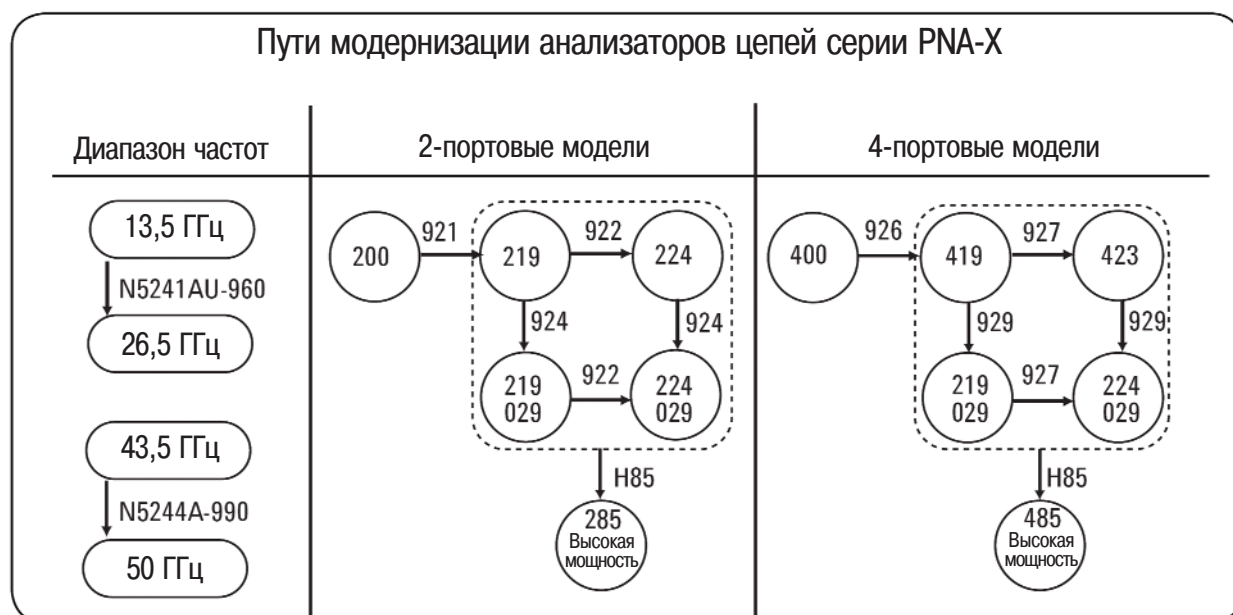 Пути модернизации анализаторов цепей серии PNA-X
Диапазон частот
13,5 ГГц
N5241AU-960
26,5 ГГц
43,5 ГГц
N5244A-990
50 ГГц
2-портовые модели
200
921
219
922
224
924
924
219
029
922
224
029
H85
285
Высокая
мощность
4-портовые модели
400
926
419
927
423
929
929
219
029
927
224
029
H85
485
Высокая
мощность